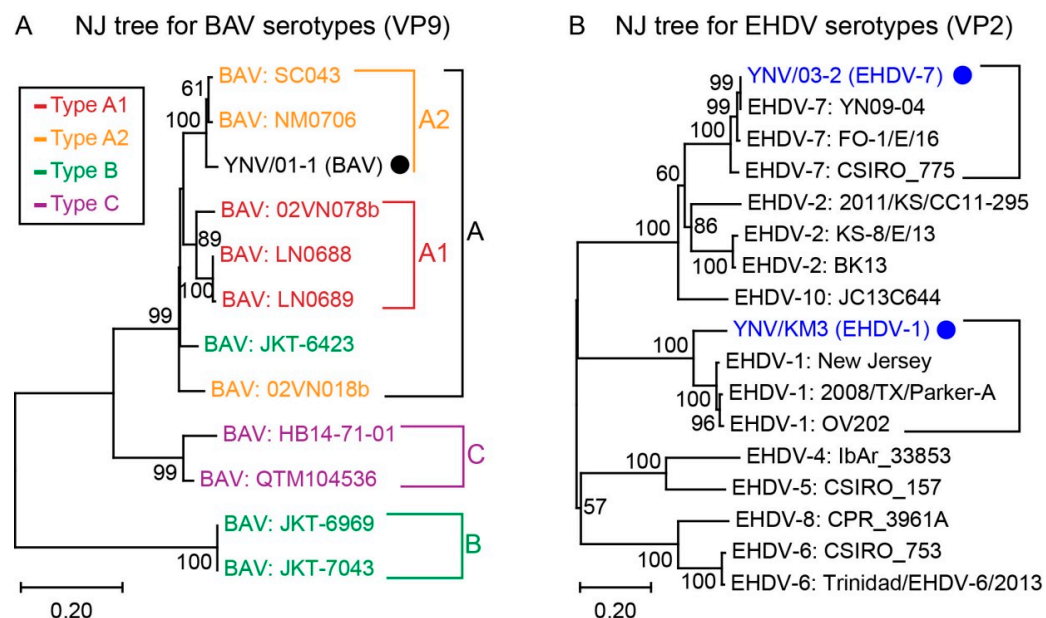 A NJ tree for BAV serotypes (VP9)
Type A1
Type A2
Type B
Type C
BAV: SC043
61
BAV: NM0706
100
A2
YNV/01-1 (BAV)
BAV: 02VN078b
89
BAV: LN0688
A1
100
BAV: LN0689
A
99
BAV: JKT-6423
BAV: 02VN018b
BAV: HB14-71-01
C
99
BAV: QTM104536
BAV: JKT-6969
B
100
BAV: JKT-7043
0.20
B NJ tree for EHDV serotypes (VP2)
YNV/03-2 (EHDV-7)
99
EHDV-7: YN09-04
99
100
EHDV-7: FO-1/E/16
EHDV-7: CSIRO_775
60
EHDV-2: 2011/KS/CC11-295
86
EHDV-2: KS-8/E/13
100
EHDV-2: BK13
100
EHDV-10: JC13C644
YNV/KM3 (EHDV-1)
100
EHDV-1: New Jersey
EHDV-1: 2008/TX/Parker-A
100
96
EHDV-1: OV202
EHDV-4: IbAr_33853
100
EHDV-5: CSIRO_157
57
EHDV-8: CPR_3961A
100
EHDV-6: CSIRO_753
100
EHDV-6: Trinidad/EHDV-6/2013
0.20